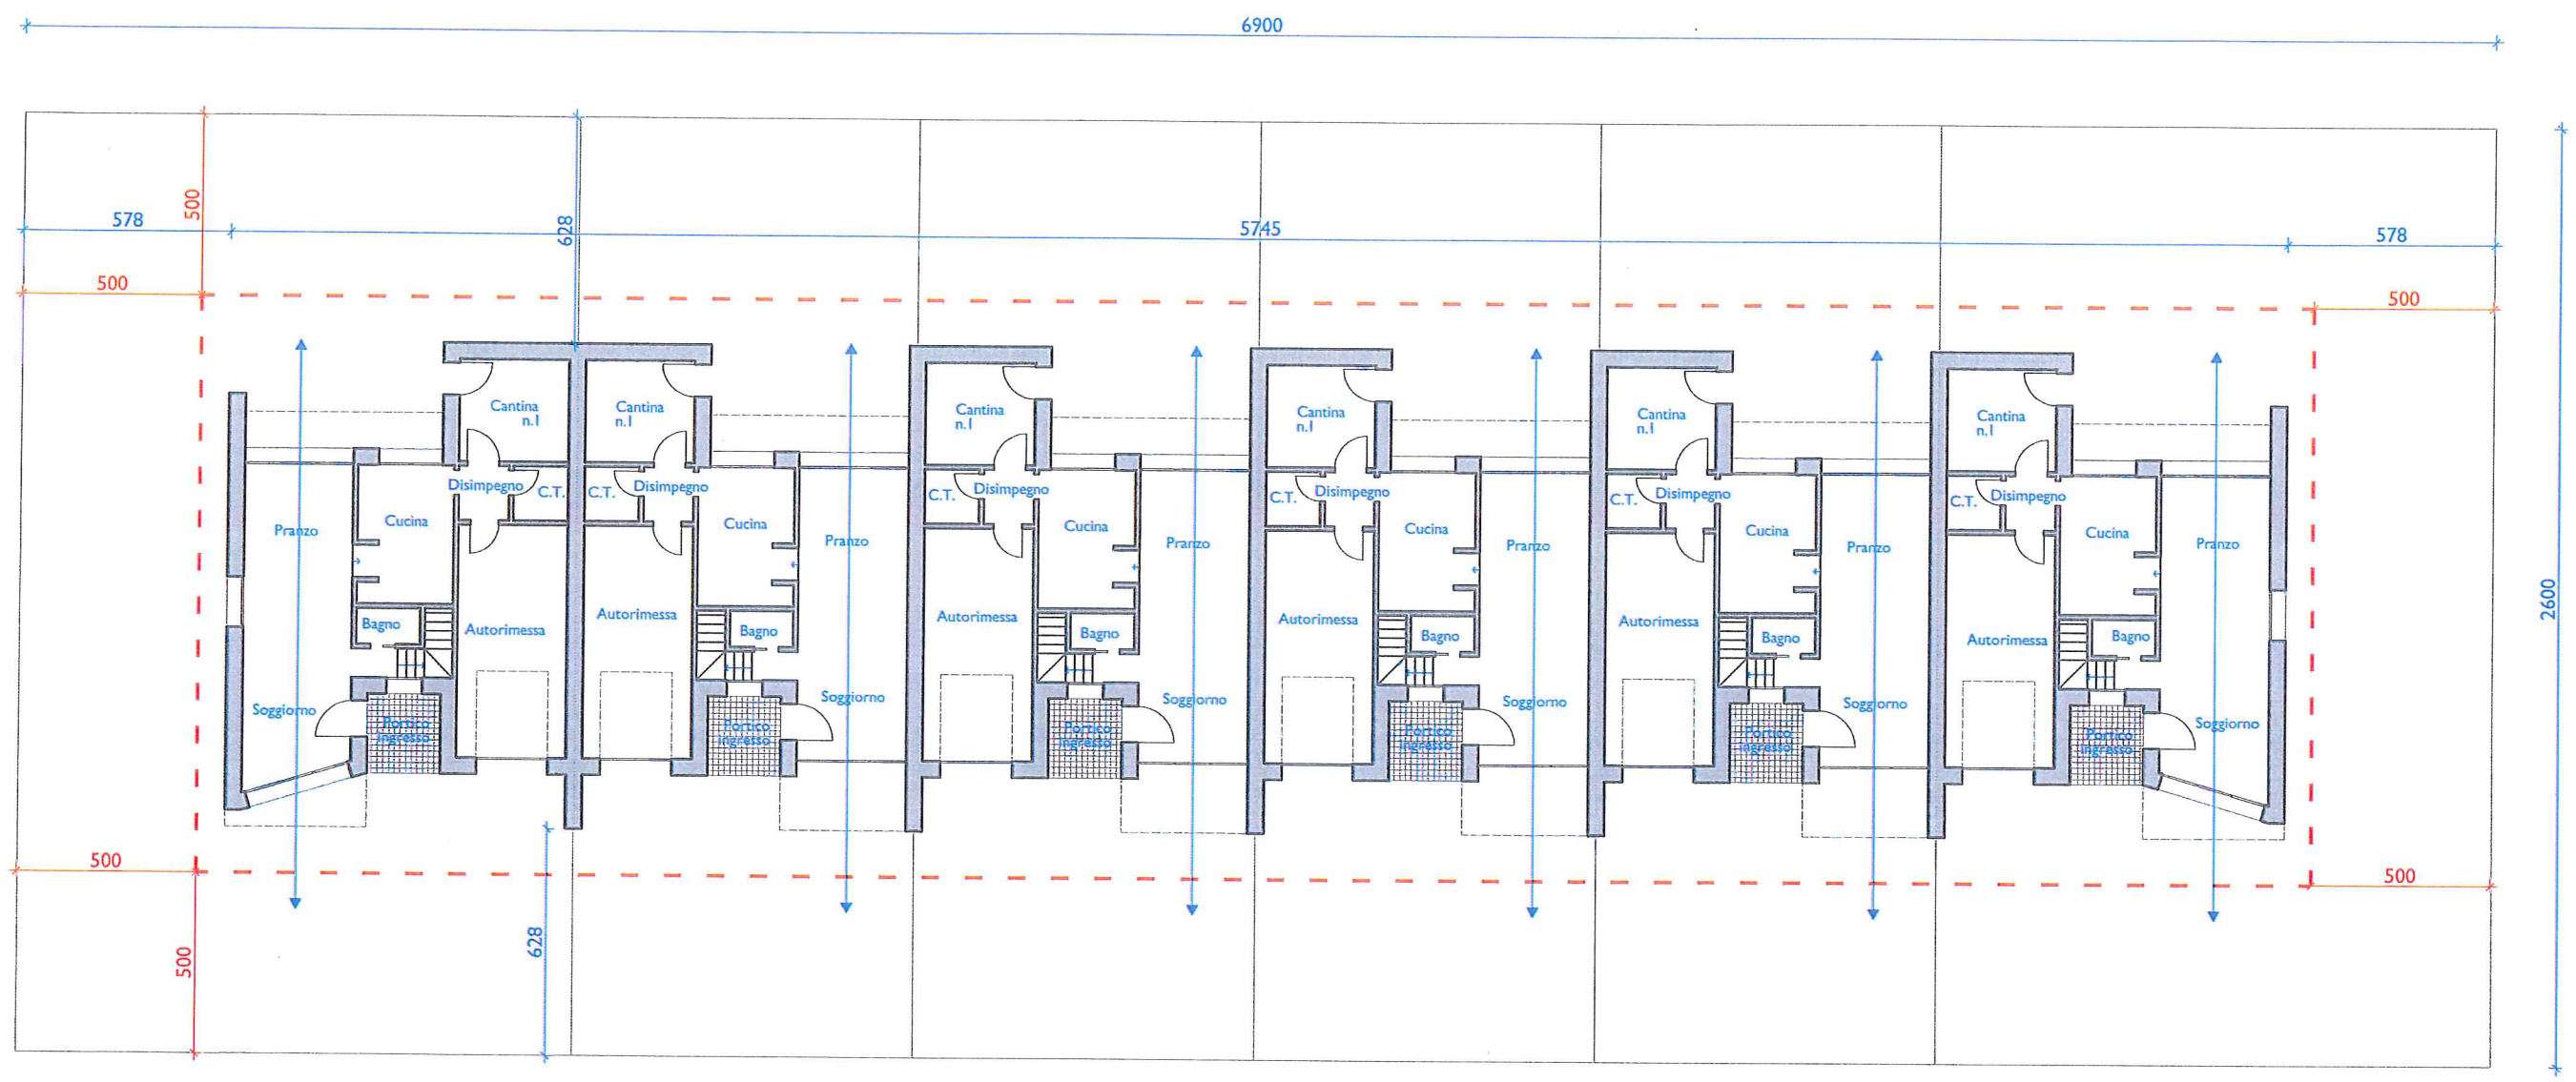 6900
500
578
628
5745
578
500
500
Cantina
n.1
Cantina
n.1
Cantina
n.1
Cantina
n.1
Cantina
n.1
Cantina
n.1
Disimpegno
C.T.
C.T.
Disimpegno
C.T.
Disimpegno
C.T.
Disimpegno
C.T.
Disimpegno
C.T.
Disimpegno
Pranzo
Cucina
Cucina
Pranzo
Cucina
Pranzo
Cucina
Pranzo
Cucina
Pranzo
Cucina
Pranzo
2600
Bagno
Autorimessa
Autorimessa
Bagno
Autorimessa
Bagno
Autorimessa
Bagno
Autorimessa
Bagno
Autorimessa
Bagno
Soggiorno
Portico
ingresso
Portico
ingresso
Soggiorno
Portico
ingresso
Soggiorno
Portico
ingresso
Soggiorno
Portico
ingresso
Soggiorno
Portico
ingresso
Soggiorno
500
500
500
628